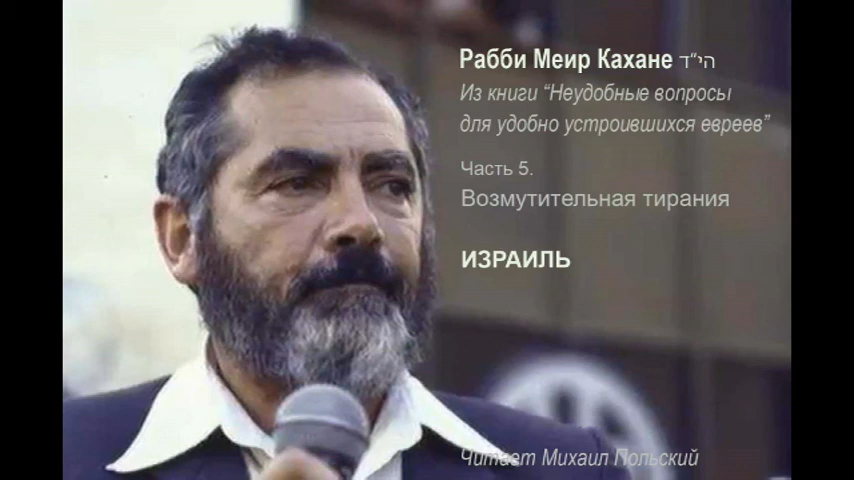 Рабби Меир Кахане הי"ד
Из книги “Неудобные вопросы
для удобно устроившихся евреев”
Часть 5.
Возмутительная тирания
ИЗРАИЛЬ
Читает Михаил Польский